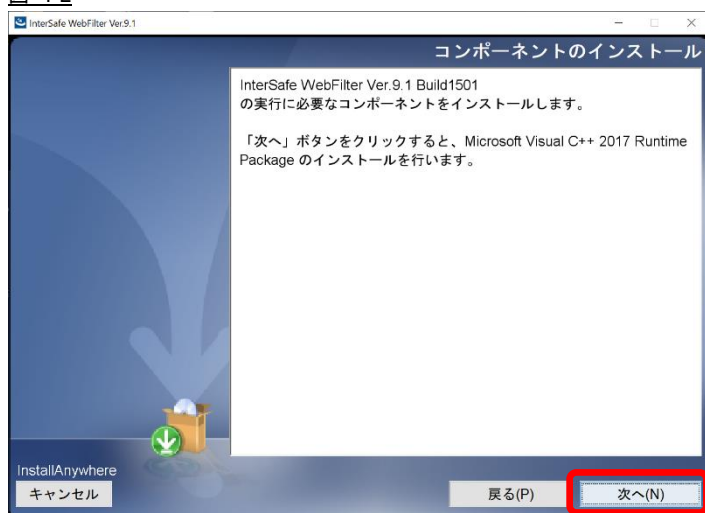 InterSafe WebFilter Ver.9.1
コンポーネントのインストール
InterSafe WebFilter Ver.9.1 Build1501
の実行に必要なコンポーネントをインストールします。
「次へ」ボタンをクリックすると、Microsoft Visual C++ 2017 Runtime
Package のインストールを行います。
InstallAnywhere
キャンセル
戻る(P)
次へ(N)